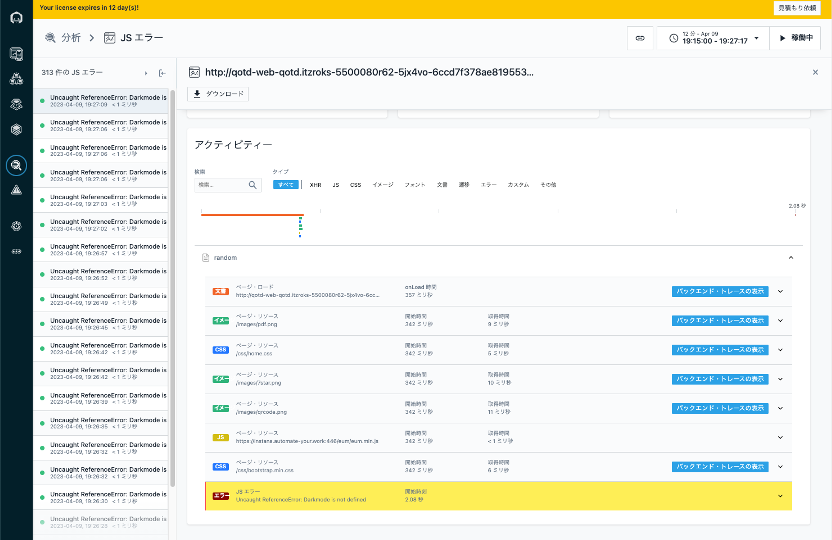 Your license expires in 12 day(s)!
見積もり依頼
分析 > JS エラー
12 分 - Apr 09
19:15:00 - 19:27:17
稼働中
313 件の JS エラー
http://qotd-web-qotd.itzroks-5500080r62-5jx4vo-6ccd7f378ae819553...
ダウンロード
Uncaught ReferenceError: Darkmode is
2023-04-09, 19:27:09 < 1 ミリ秒
Uncaught ReferenceError: Darkmode is
2023-04-09, 19:27:06 < 1 ミリ秒
Uncaught ReferenceError: Darkmode is
2023-04-09, 19:27:06 < 1 ミリ秒
Uncaught ReferenceError: Darkmode is
2023-04-09, 19:27:06 < 1 ミリ秒
Uncaught ReferenceError: Darkmode is
2023-04-09, 19:27:03 < 1 ミリ秒
Uncaught ReferenceError: Darkmode is
2023-04-09, 19:27:02 < 1 ミリ秒
Uncaught ReferenceError: Darkmode is
2023-04-09, 19:26:57 < 1 ミリ秒
Uncaught ReferenceError: Darkmode is
2023-04-09, 19:26:52 < 1 ミリ秒
Uncaught ReferenceError: Darkmode is
2023-04-09, 19:26:49 < 1 ミリ秒
Uncaught ReferenceError: Darkmode is
2023-04-09, 19:26:45 < 1 ミリ秒
Uncaught ReferenceError: Darkmode is
2023-04-09, 19:26:42 < 1 ミリ秒
Uncaught ReferenceError: Darkmode is
2023-04-09, 19:26:42 < 1 ミリ秒
Uncaught ReferenceError: Darkmode is
2023-04-09, 19:26:39 < 1 ミリ秒
Uncaught ReferenceError: Darkmode is
2023-04-09, 19:26:35 < 1 ミリ秒
Uncaught ReferenceError: Darkmode is
2023-04-09, 19:26:32 < 1 ミリ秒
Uncaught ReferenceError: Darkmode is
2023-04-09, 19:26:32 < 1 ミリ秒
Uncaught ReferenceError: Darkmode is
2023-04-09, 19:26:30 < 1 ミリ秒
Uncaught ReferenceError: Darkmode is
2023-04-09, 19:26:23 < 1 ミリ秒
アクティビティー
検索 タイプ
検索... すべて XHR JS CSS イメージ フォント 文書 遷移 エラー カスタム その他
2.08 秒
random
文書 ページ・ロード onLoad 時間
http://qotd-web-qotd.itzroks-5500080r62-5jx4vo-6cc... 357 ミリ秒 バックエンド・トレースの表示
イメー ページ・リソース 開始時間 取得時間
/images/pdf.png 342 ミリ秒 9 ミリ秒 バックエンド・トレースの表示
CSS ページ・リソース 開始時間 取得時間
/css/home.css 342 ミリ秒 5 ミリ秒 バックエンド・トレースの表示
イメー ページ・リソース 開始時間 取得時間
/images/7star.png 342 ミリ秒 10 ミリ秒 バックエンド・トレースの表示
イメー ページ・リソース 開始時間 取得時間
/images/qrcode.png 342 ミリ秒 11 ミリ秒 バックエンド・トレースの表示
JS ページ・リソース 開始時間 取得時間
https://instana.automate-your.work:446/eum/eum.min.js 342 ミリ秒 < 1 ミリ秒
CSS ページ・リソース 開始時間 取得時間
/css/bootstrap.min.css 342 ミリ秒 6 ミリ秒 バックエンド・トレースの表示
エラー JS エラー 開始時間
Uncaught ReferenceError: Darkmode is not defined 2.08 秒